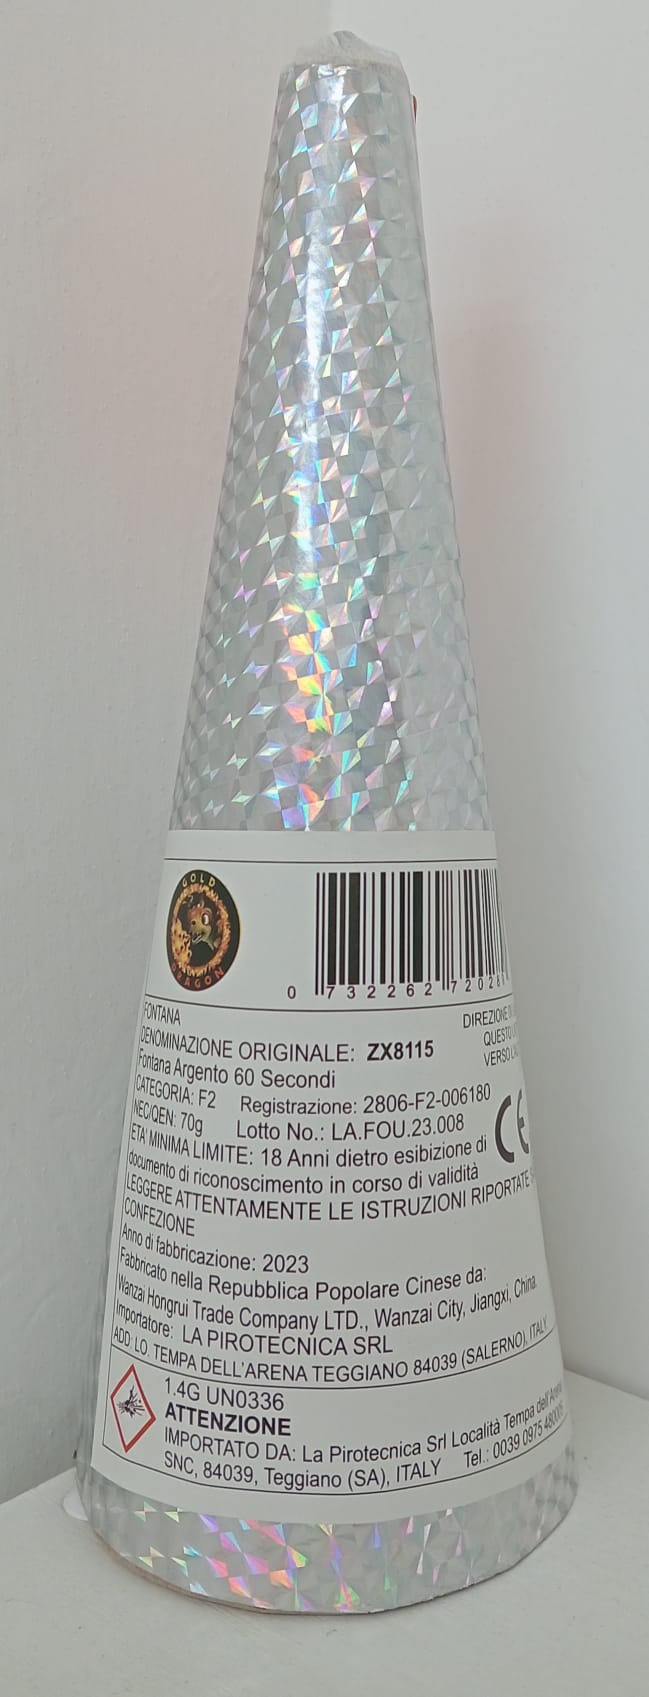 GOLD
DRAGON
0 732262 72028
FONTANA
DENOMINAZIONE ORIGINALE: ZX8115
Fontana Argento 60 Secondi
CATEGORIA: F2 Registrazione: 2806-F2-006180
NEC/QEN: 70g Lotto No.: LA.FOU.23.008
ETA' MINIMA LIMITE: 18 Anni dietro esibizione di
documento di riconoscimento in corso di validità
LEGGERE ATTENTAMENTE LE ISTRUZIONI RIPORTATE
CONFEZIONE
DIREZIONE
QUESTO
VERSO
CE
Anno di fabbricazione: 2023
Fabbricato nella Repubblica Popolare Cinese da:
Wanzai Hongrui Trade Company LTD., Wanzai City, Jiangxi, China.
Importatore: LA PIROTECNICA SRL
ADD: LO. TEMPA DELL'ARENA TEGGIANO 84039 (SALERNO), ITALY
1.4G UN0336
ATTENZIONE
IMPORTATO DA: La Pirotecnica Srl Località Tempa dell'Arena
SNC, 84039, Teggiano (SA), ITALY Tel.: 0039 0975